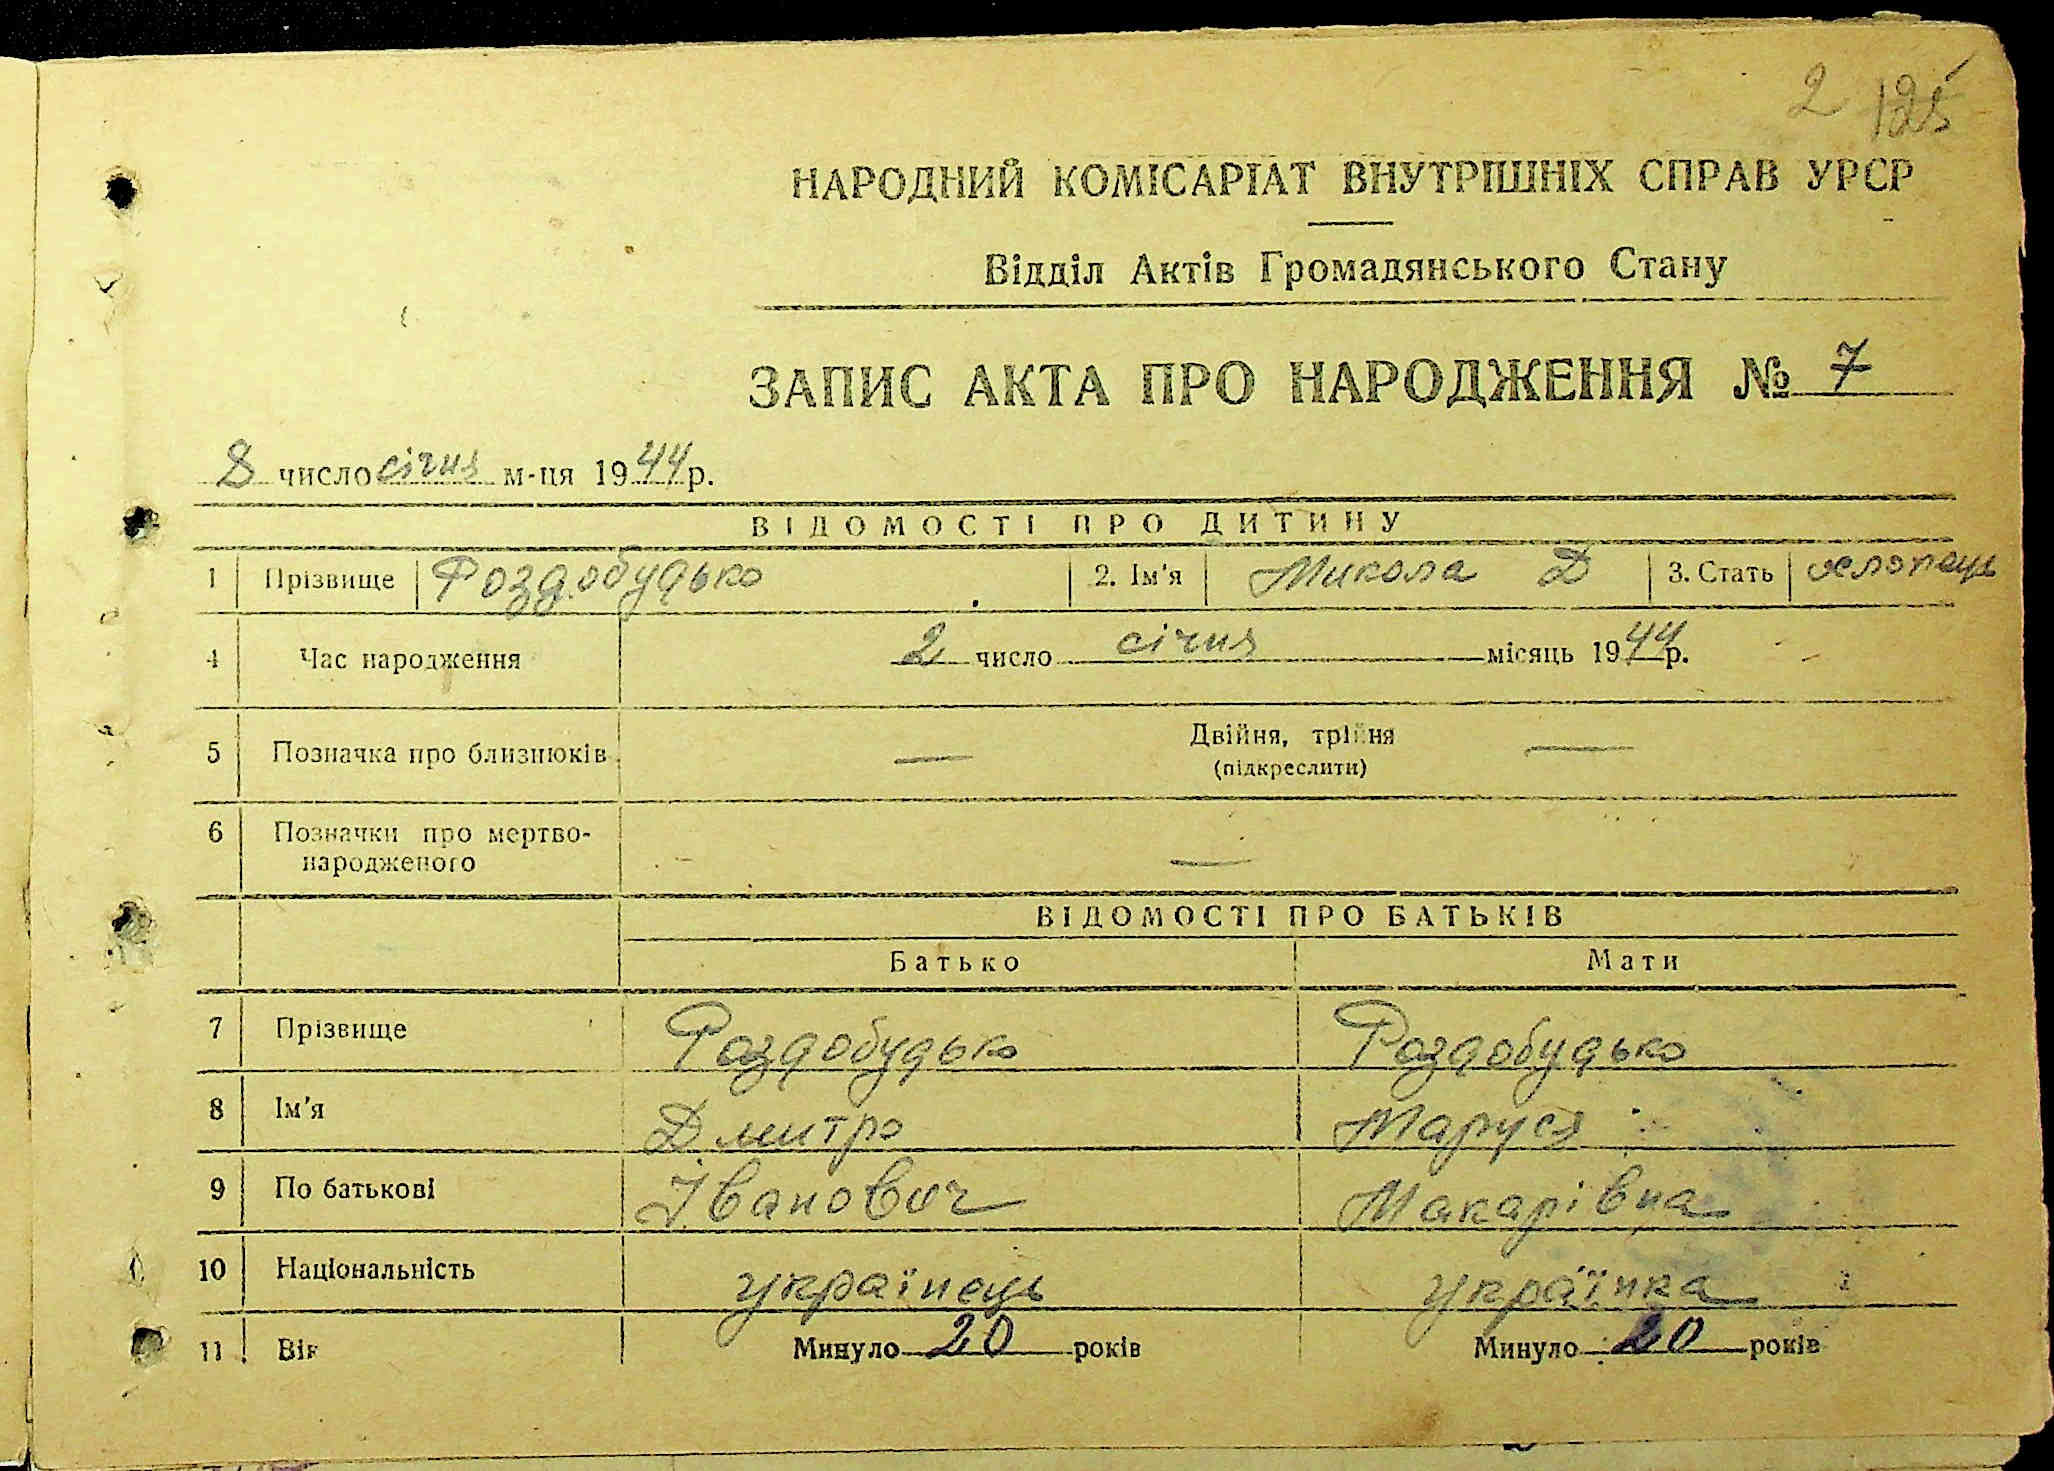 2 125
НАРОДНИЙ КОМІСАРІАТ ВНУТРІШНІХ СПРАВ УРСР
Відділ Актів Громадянського Стану
ЗАПИС АКТА ПРО НАРОДЖЕННЯ № 7
8 число січня м-ця 1944 р.
ВІДОМОСТІ ПРО ДИТИНУ
1 Прізвище Роздобудько 2. Ім'я Микола Д 3. Стать хлопець
4 Час народження 2 число січня місяць 1944 р.
5 Позначка про близнюків — Двійня, трійня —
(підкреслити)
6 Позначки про мертво-
народженого —
ВІДОМОСТІ ПРО БАТЬКІВ
Батько Мати
7 Прізвище Роздобудько Роздобудько
8 Ім'я Дмитро Маруся
9 По батькові Іванович Макарівна
10 Національність українець українка
11 Вік Минуло 20 років Минуло 20 років